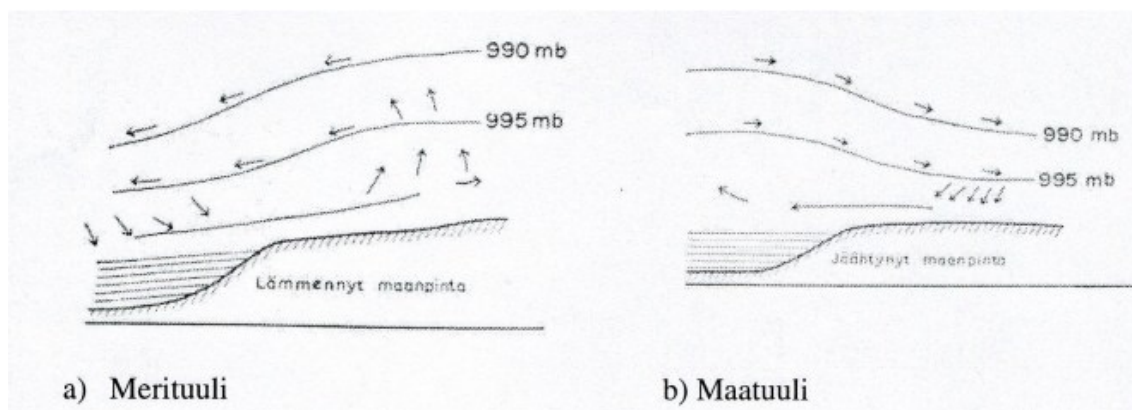 990 mb
995 mb
Lämmennyt maanpinta
a) Merituuli
990 mb
995 mb
Jäähtynyt maanpinta
b) Maatuuli